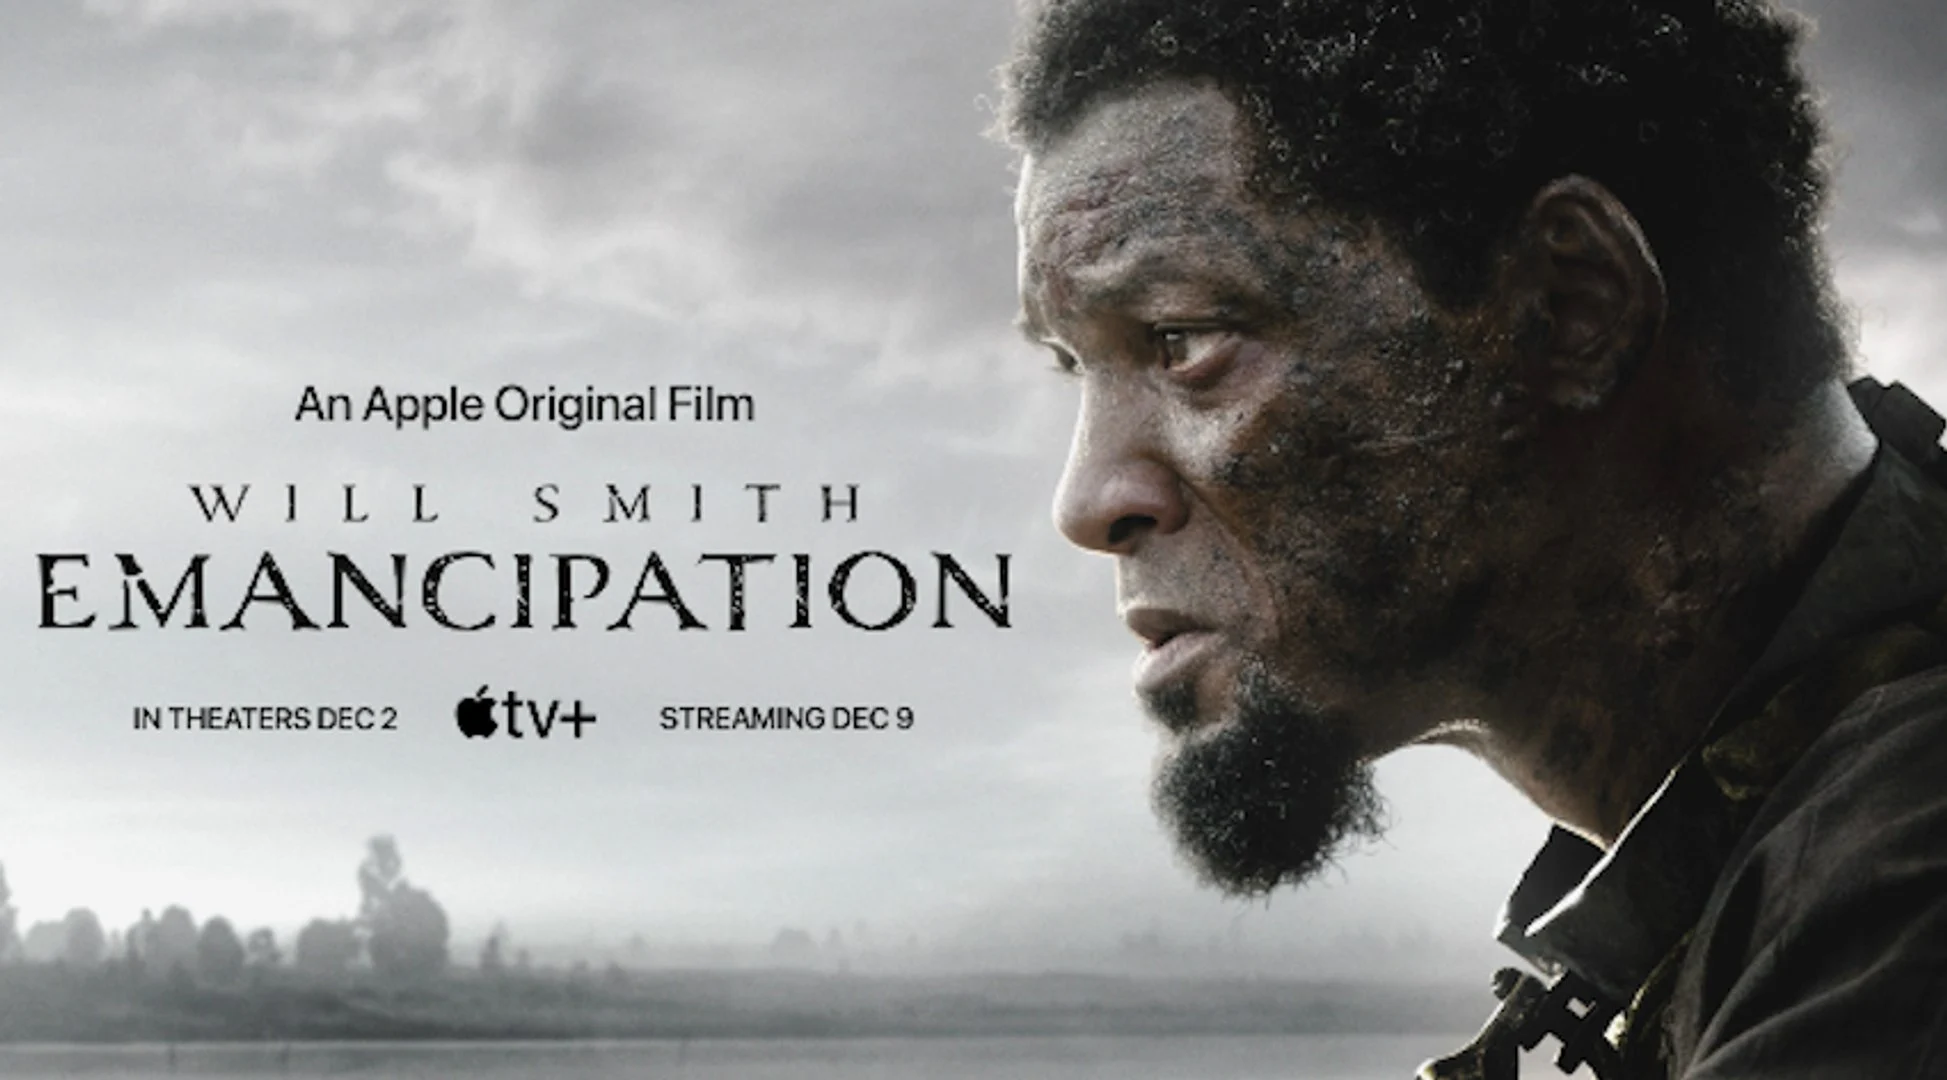 An Apple Original Film
WILL SMITH
EMANCIPATION
IN THEATERS DEC 2 tv+ STREAMING DEC 9